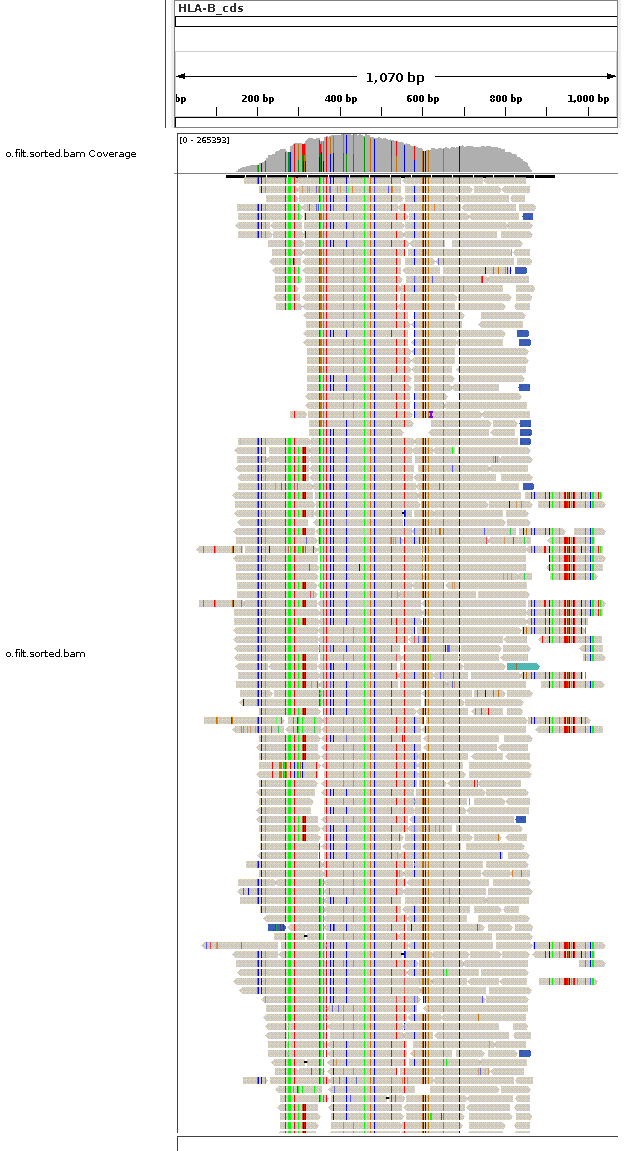 HLA-B_cds
1,070 bp
bp 200 bp 400 bp 600 bp 800 bp 1,000 bp
[0 - 265393]
o.filt.sorted.bam Coverage
o.filt.sorted.bam